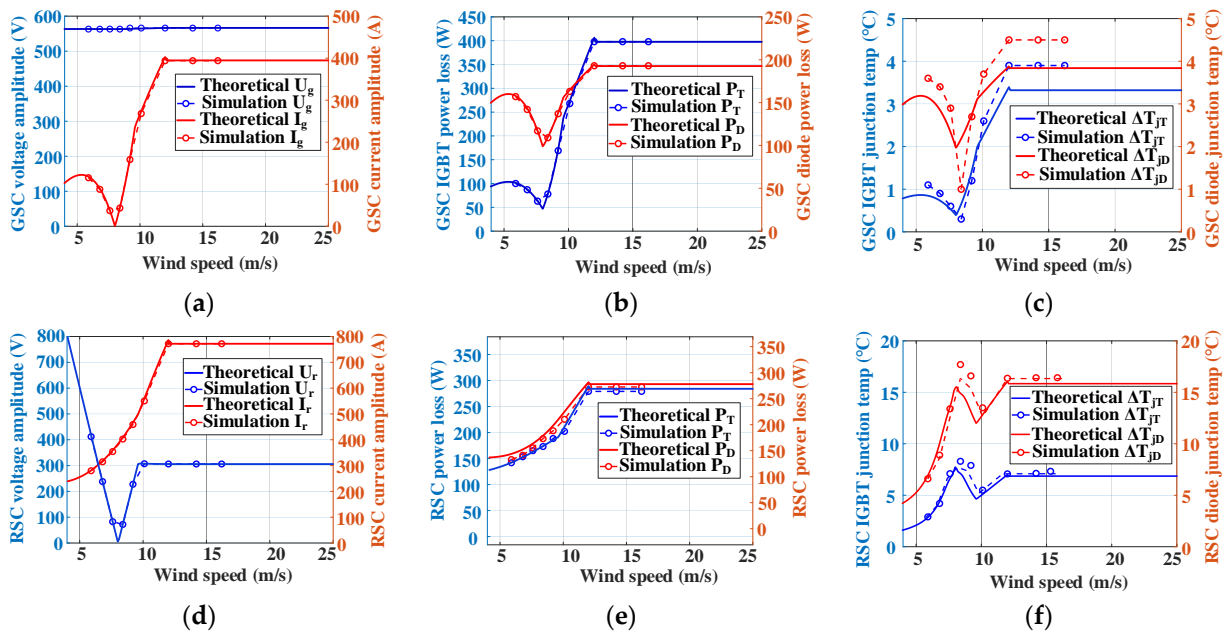 GSC voltage amplitude (V)
600
500
400
300
200
100
0
GSC current amplitude (A)
500
400
300
200
100
0
Theoretical U_g
Simulation U_g
Theoretical I_g
Simulation I_g
5 10 15 20 25
Wind speed (m/s)
(a)
GSC IGBT power loss (W)
400
350
300
250
200
150
100
50
0
GSC diode power loss (W)
250
200
150
100
50
0
Theoretical P_T
Simulation P_T
Theoretical P_D
Simulation P_D
5 10 15 20 25
Wind speed (m/s)
(b)
GSC IGBT junction temp (°C)
5
4
3
2
1
0
GSC diode junction temp (°C)
5
4
3
2
1
0
Theoretical ΔT_jT
Simulation ΔT_jT
Theoretical ΔT_jD
Simulation ΔT_jD
5 10 15 20 25
Wind speed (m/s)
(c)
RSC voltage amplitude (V)
800
700
600
500
400
300
200
100
0
RSC current amplitude (A)
800
700
600
500
400
300
200
100
0
Theoretical U_r
Simulation U_r
Theoretical I_r
Simulation I_r
5 10 15 20 25
Wind speed (m/s)
(d)
RSC power loss (W)
350
300
250
200
150
100
50
0
RSC power loss (W)
350
300
250
200
150
100
50
0
Theoretical P_T
Simulation P_T
Theoretical P_D
Simulation P_D
5 10 15 20 25
Wind speed (m/s)
(e)
RSC IGBT junction temp (°C)
20
15
10
5
0
RSC diode junction temp (°C)
20
15
10
5
0
Theoretical ΔT_jT
Simulation ΔT_jT
Theoretical ΔT_jD
Simulation ΔT_jD
5 10 15 20 25
Wind speed (m/s)
(f)